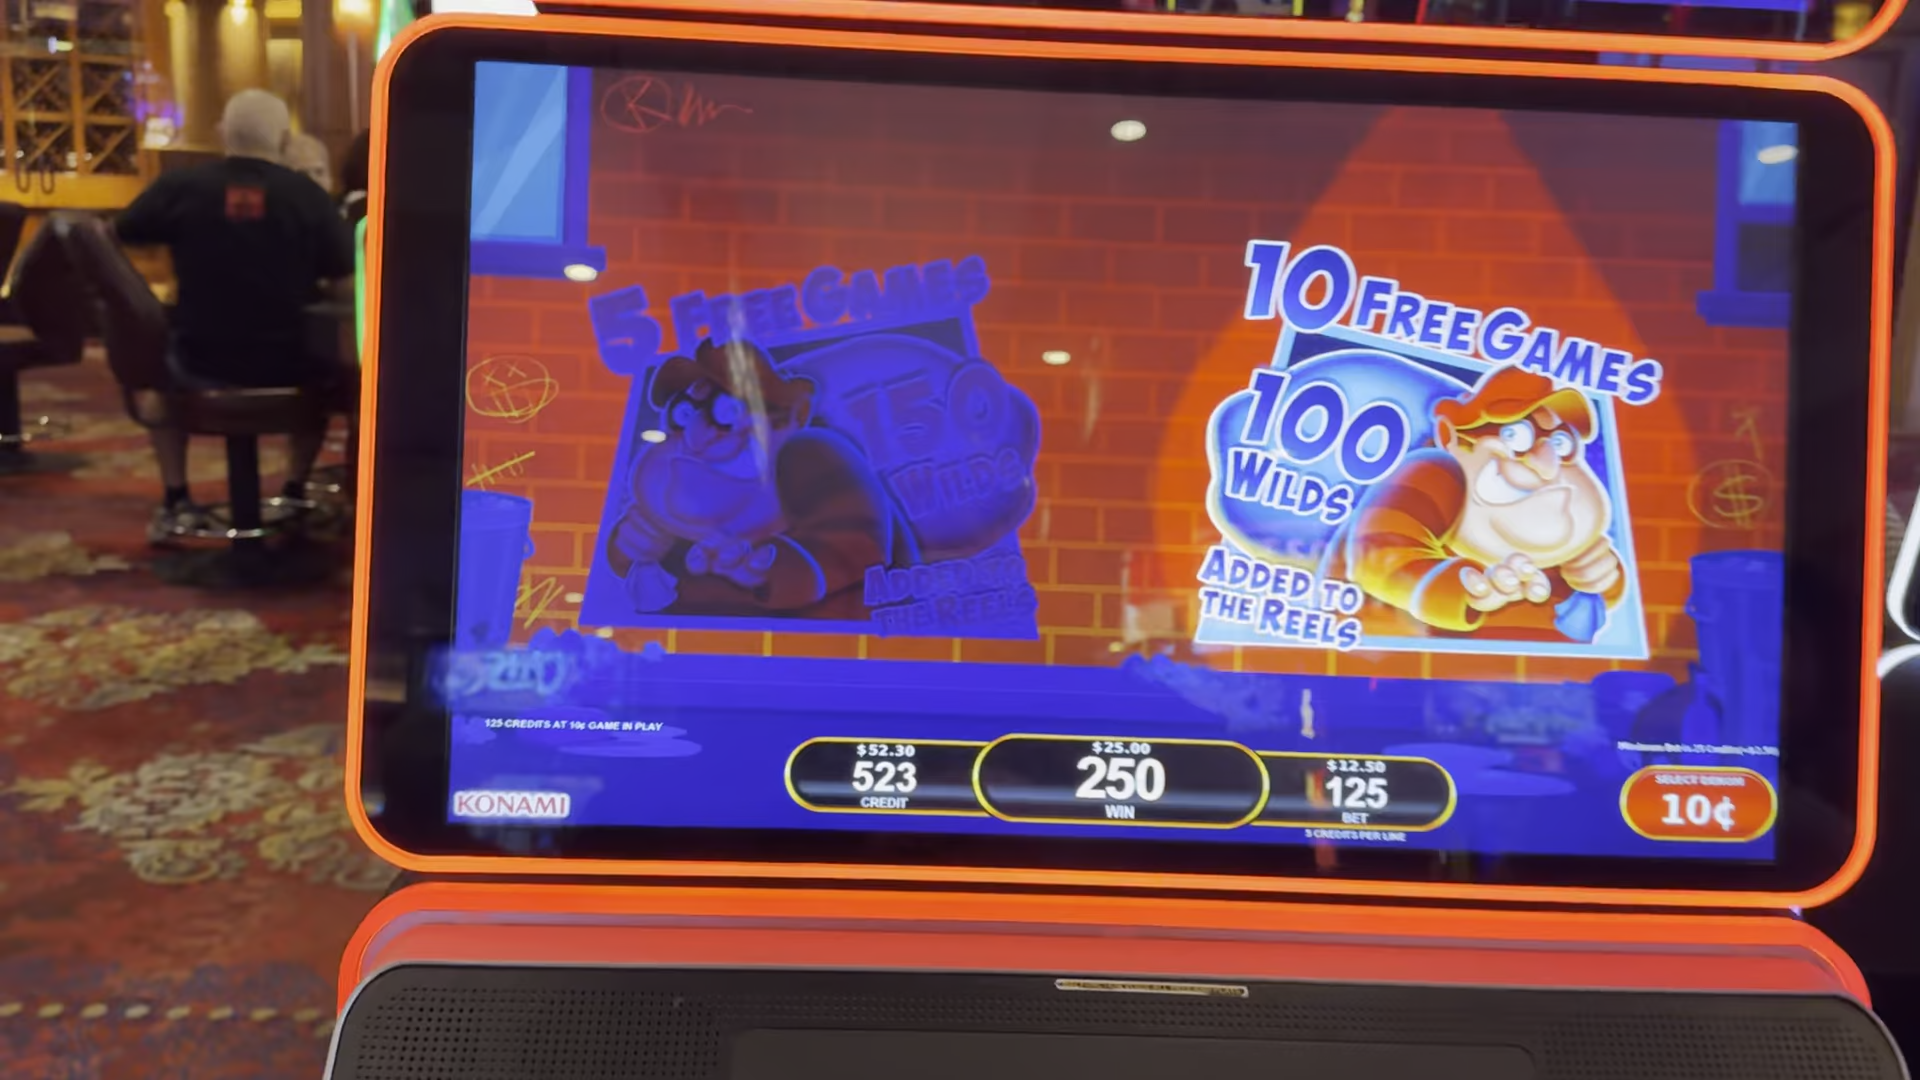 5 FREE GAMES
150
WILDS
ADDED TO
THE REELS
10 FREE GAMES
100
WILDS
ADDED TO
THE REELS
$
125 CREDITS AT 10¢ GAME IN PLAY
KONAMI
$52.30
523
CREDIT
$25.00
250
WIN
$12.50
125
BET
5 CREDITS PER LINE
SELECT DENOM
10¢